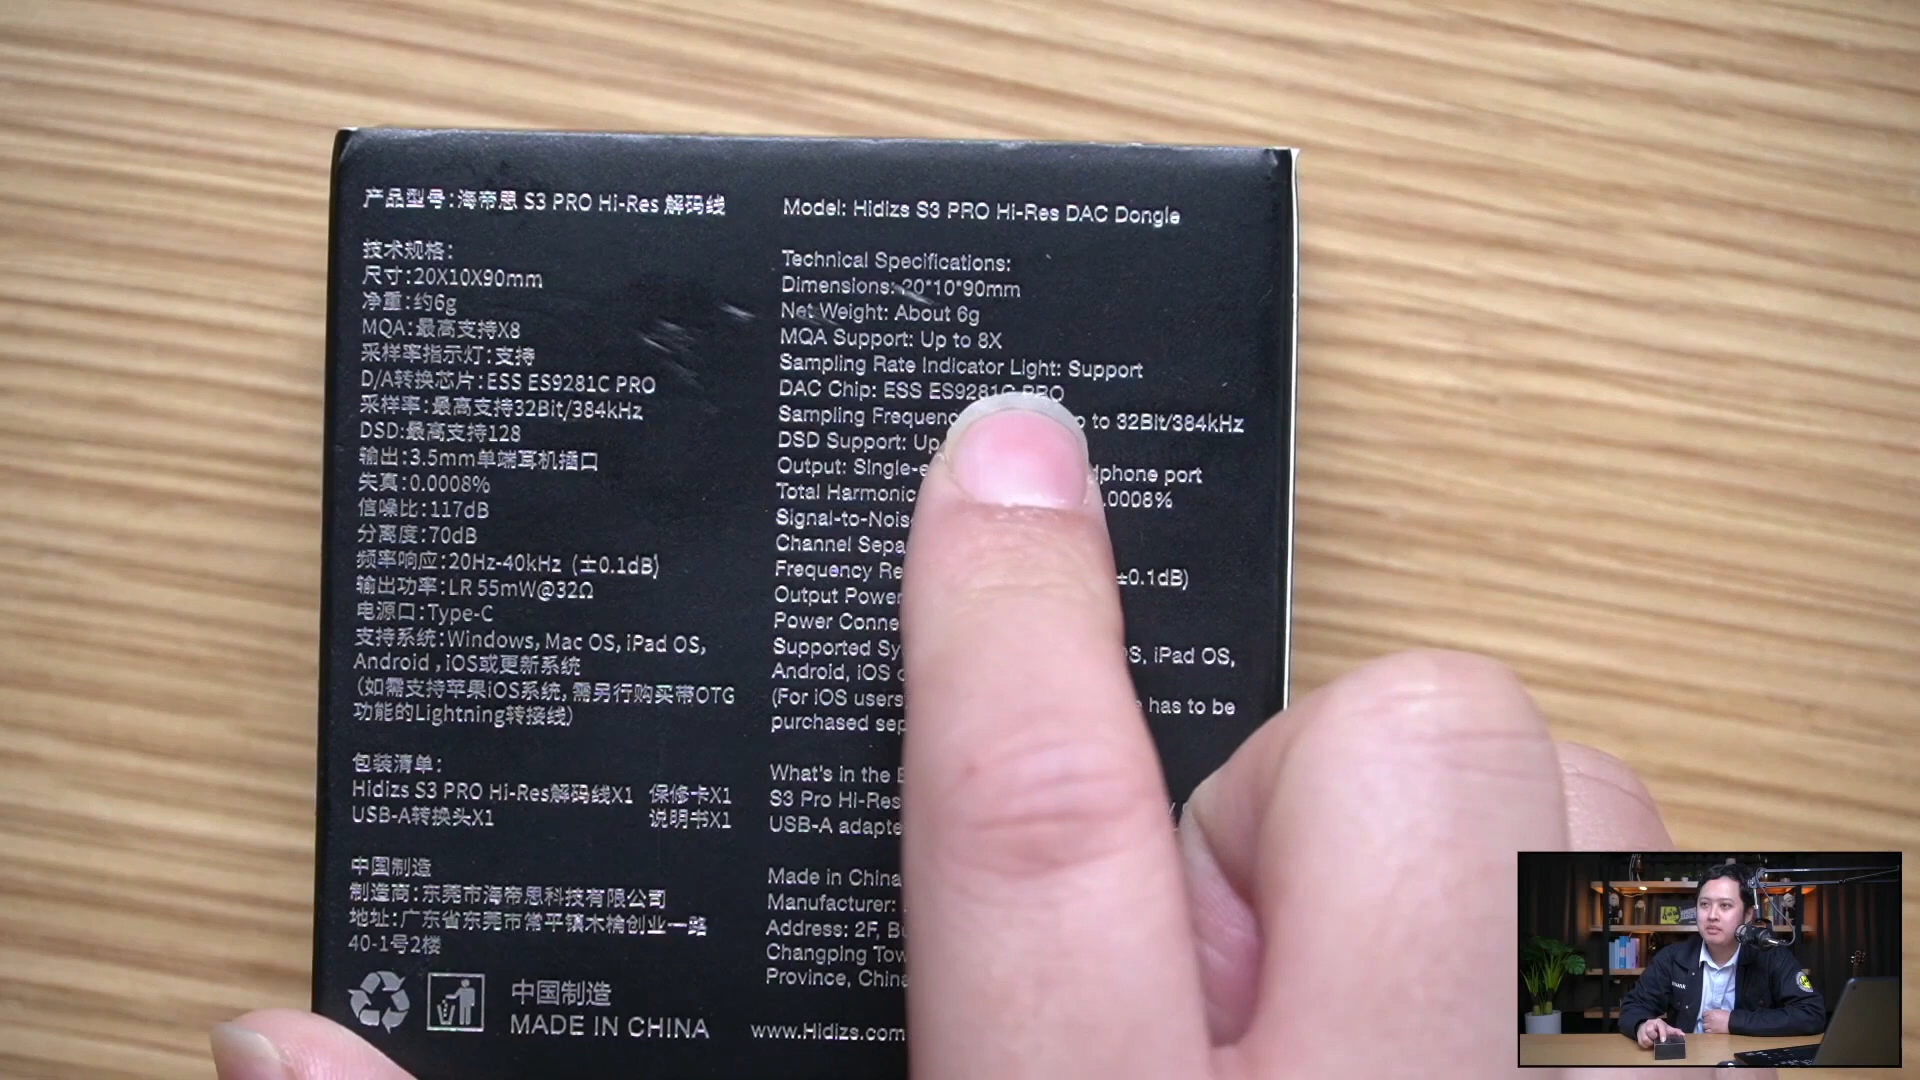 产品型号:海帝思 S3 PRO Hi-Res 解码线
技术规格:
尺寸:20X10X90mm
净重:约6g
MQA:最高支持X8
采样率指示灯:支持
D/A转换芯片:ESS ES9281C PRO
采样率:最高支持32Bit/384kHz
DSD:最高支持128
输出:3.5mm单端耳机插口
失真:0.0008%
信噪比:117dB
分离度:70dB
频率响应:20Hz-40kHz (±0.1dB)
输出功率:LR 55mW@32Ω
电源口:Type-C
支持系统:Windows, Mac OS, iPad OS,
Android , iOS或更新系统
(如需支持苹果iOS系统, 需另行购买带OTG
功能的Lightning转接线)
包装清单:
Hidizs S3 PRO Hi-Res解码线X1 保修卡X1
USB-A转换头X1 说明书X1
中国制造
制造商:东莞市海帝思科技有限公司
地址:广东省东莞市常平镇木棆创业一路
40-1号2楼
中国制造
MADE IN CHINA
Model: Hidizs S3 PRO Hi-Res DAC Dongle
Technical Specifications:
Dimensions: 20*10*90mm
Net Weight: About 6g
MQA Support: Up to 8X
Sampling Rate Indicator Light: Support
DAC Chip: ESS ES9281C PRO
Sampling to 32Bit/384kHz
DSD Support: Up
Output: phone port
Total .0008%
Channel
Frequency ±0.1dB)
Output Power
Power
Supported iPad OS,
Android, iOS
(For iOS users has to be
purchased
What's in the
S3 Pro Hi-Res
USB-A
Made in China
Manufacturer:
Address: 2F,
Changping
Province, China
www.Hidizs.com